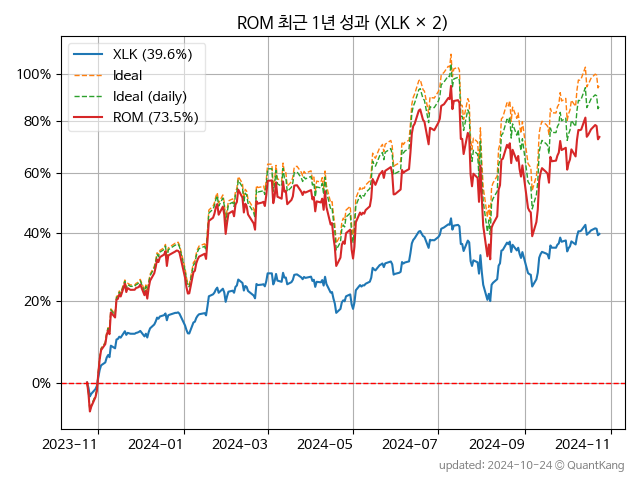 ROM 최근 1년 성과 (XLK × 2)
XLK (39.6%)
Ideal
Ideal (daily)
ROM (73.5%)
100%
80%
60%
40%
20%
0%
2023-11 2024-01 2024-03 2024-05 2024-07 2024-09 2024-11
updated: 2024-10-24 © QuantKang